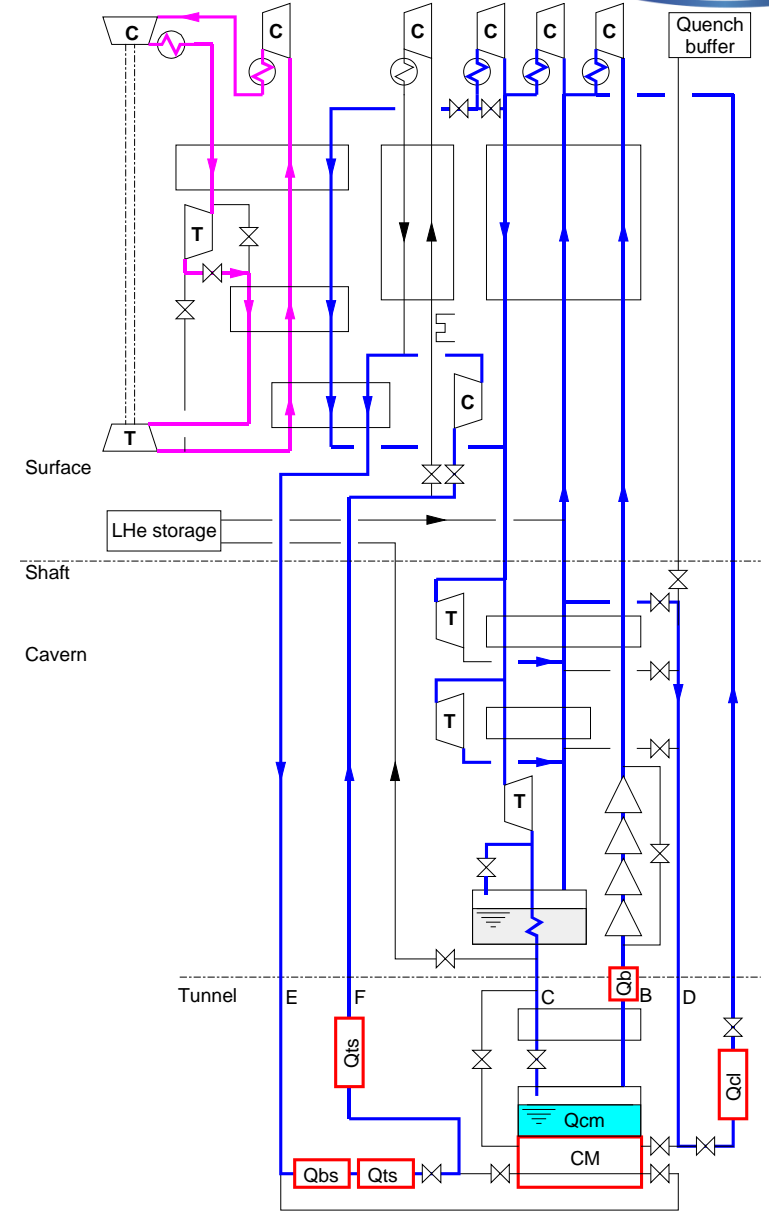 C
C
C
C
C
C
Quench
buffer
T
C
T
Surface
LHe storage
Shaft
T
Cavern
T
T
Tunnel
E
F
C
Qb
B
D
Qts
Qcl
Qcm
CM
Qbs
Qts